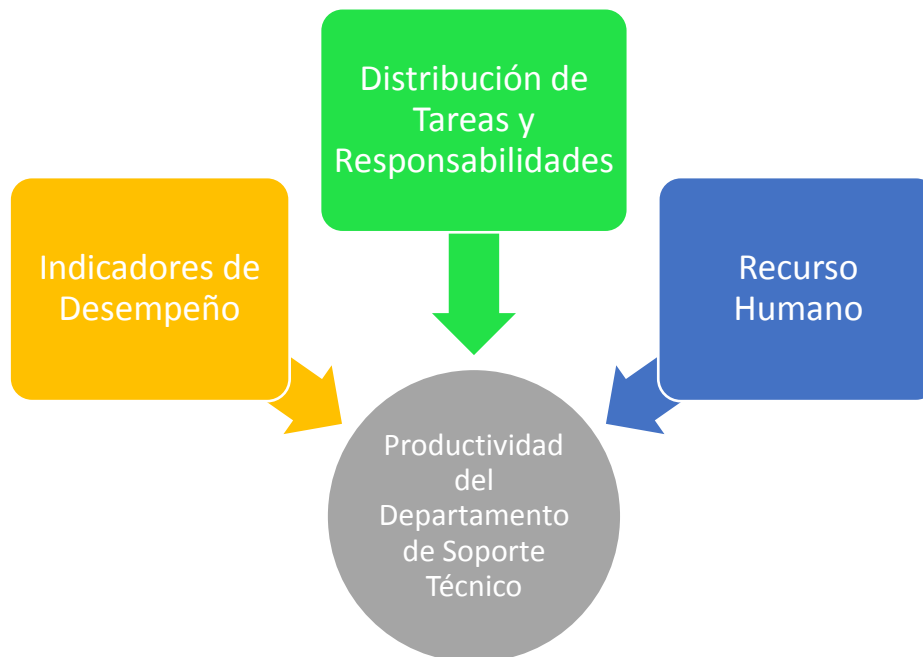 Distribución de
Tareas y
Responsabilidades
Indicadores de
Desempeño
Recurso
Humano
Productividad
del
Departamento
de Soporte
Técnico